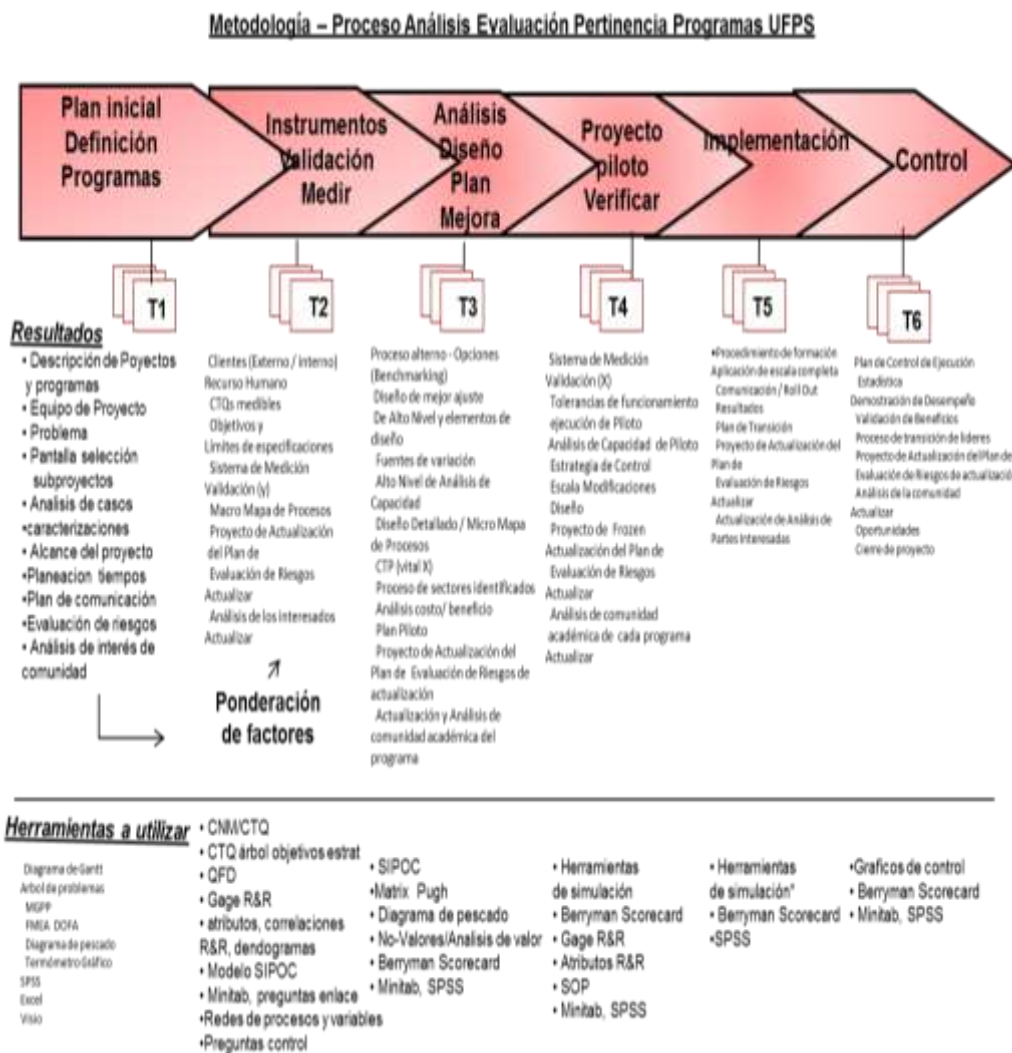 Metodología – Proceso Análisis Evaluación Pertinencia Programas UFPS
Plan inicial
Definición
Programas
Instrumentos
Validación
Medir
Análisis
Diseño
Plan
Mejora
Proyecto
piloto
Verificar
Implementación
Control
T1
T2
T3
T4
T5
T6
Resultados
• Descripción de Poyectos
y programas
• Equipo de Proyecto
• Problema
• Pantalla selección
subproyectos
• Analisis de casos
•caracterizaciones
• Alcance del proyecto
•Planeacion tiempos
•Plan de comunicación
•Evaluación de riesgos
• Análisis de interés de
comunidad
Clientes (Externo / interno)
Recurso Humano
CTQs medibles
Objetivos y
Limites de especificaciones
Sistema de Medición
Validación (y)
Macro Mapa de Procesos
Proyecto de Actualización
del Plan de
Evaluación de Riesgos
Actualizar
Análisis de los interesados
Actualizar
Ponderación
de factores
Proceso alterno - Opciones
(Benchmarking)
Diseño de mejor ajuste
De Alto Nivel y elementos de
diseño
Fuentes de variación
Alto Nivel de Análisis de
Capacidad
Diseño Detallado / Micro Mapa
de Procesos
CTP (vital X)
Proceso de sectores identificados
Análisis costo/ beneficio
Plan Piloto
Proyecto de Actualización del
Plan de Evaluación de Riesgos de
actualización
Actualización y Análisis de
comunidad académica del
programa
Sistema de Medición
Validación (X)
Tolerancias de funcionamiento
ejecución de Piloto
Análisis de Capacidad de Piloto
Estrategia de Control
Escala Modificaciones
Diseño
Proyecto de Frozen
Actualización del Plan de
Evaluación de Riesgos
Actualizar
Análisis de comunidad
académica de cada programa
Actualizar
•Procedimiento de formación
Aplicación de escala completa
Comunicación / Roll Out
Resultados
Plan de Transición
Proyecto de Actualización del
Plan de
Evaluación de Riesgos
Actualizar
Actualización de Análisis de
Partes Interesadas
Plan de Control de Ejecución
Estadística
Demostración de Desempeño
Validación de Beneficios
Proceso de transición de lideres
Proyecto de Actualización del Plan de
Evaluación de Riesgos de actualizació
Análisis de la comunidad
Actualizar
Oportunidades
Cierre de proyecto
Herramientas a utilizar
Diagrama de Gantt
Arbol de problemas
MGPP
FMEA DOFA
Diagrama de pescado
Termómetro Gráfico
SPSS
Excel
Visio
• CNM/CTQ
• CTQ árbol objetivos estrat
• QFD
• Gage R&R
• atributos, correlaciones
R&R, dendogramas
• Modelo SIPOC
• Minitab, preguntas enlace
•Redes de procesos y variables
•Preguntas control
• SIPOC
•Matrix Pugh
• Diagrama de pescado
• No-Valores/Analisis de valor
• Berryman Scorecard
• Minitab, SPSS
• Herramientas
de simulación
• Berryman Scorecard
• Gage R&R
• Atributos R&R
• SOP
• Minitab, SPSS
• Herramientas
de simulación"
• Berryman Scorecard
•SPSS
•Graficos de control
• Berryman Scorecard
• Minitab, SPSS